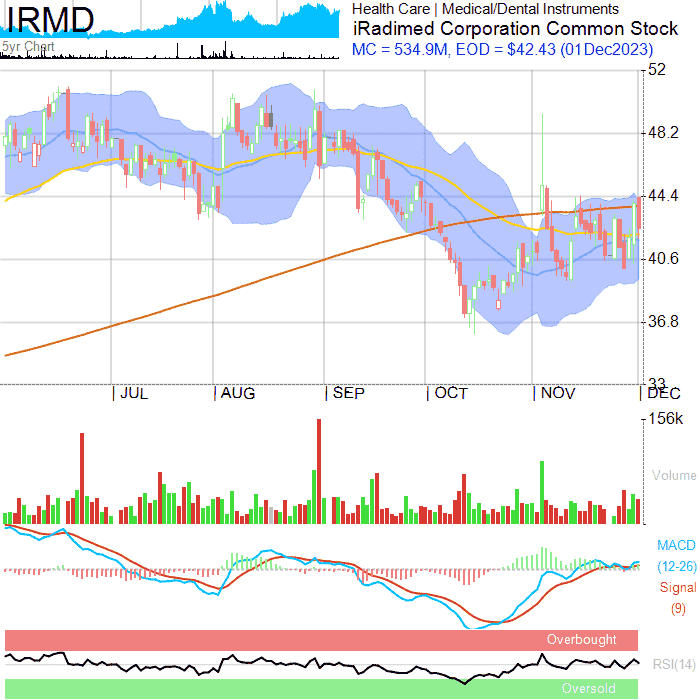 IRMD
5yr Chart
Health Care | Medical/Dental Instruments
iRadimed Corporation Common Stock
MC = 534.9M, EOD = $42.43 (01Dec2023)
52
48.2
44.4
40.6
36.8
33
JUL
AUG
SEP
OCT
NOV
DEC
156k
Volume
MACD
(12-26)
Signal
(9)
Overbought
RSI(14)
Oversold